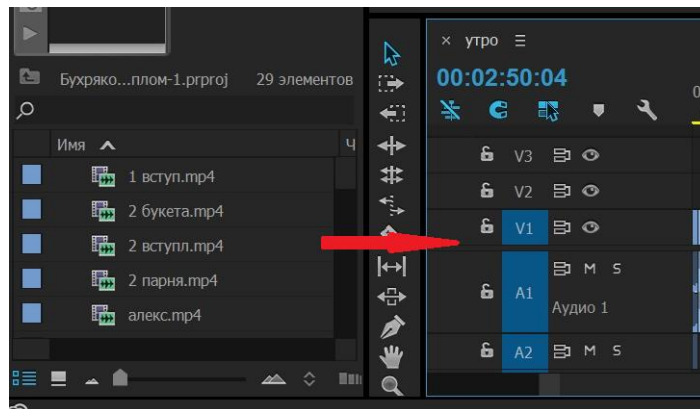 × утро ≡
Бухряко...плом-1.prproj 29 элементов
00:02:50:04
0
Имя Ч
1 вступ.mp4
2 букета.mp4
2 вступл.mp4
2 парня.mp4
алекс.mp4
V3
V2
V1
M S
A1
Аудио 1
A2 M S